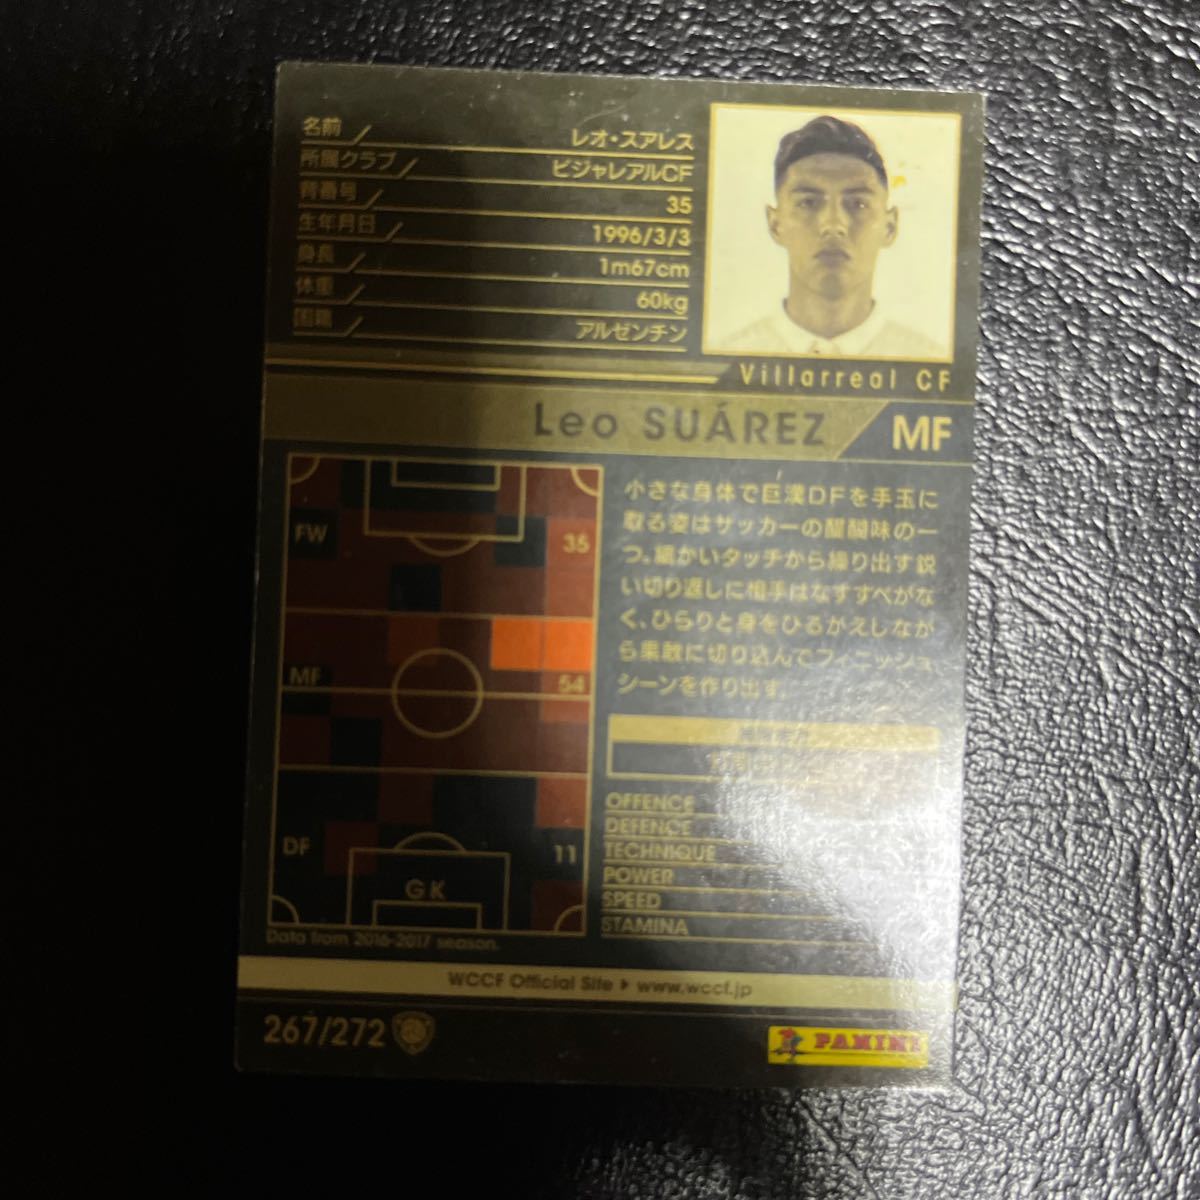 名前 レオ・スアレス
所属クラブ ビジャレアルCF
背番号 35
生年月日 1996/3/3
身長 1m67cm
体重 60kg
国籍 アルゼンチン
Villarreal CF
Leo SUÁREZ MF
FW 35
MF 54
DF 11
GK
Data from 2016-2017 season.
小さな身体で巨漢DFを手玉に
取る姿はサッカーの醍醐味の一
つ。細かいタッチから繰り出す鋭
い切り返しに相手はなすすべがな
く、ひらりと身をひるがえしなが
ら果敢に切り込んでフィニッシュ
シーンを作り出す。
OFFENCE
DEFENCE
TECHNIQUE
POWER
SPEED
STAMINA
WCCF Official Site ▶ www.wccf.jp
267/272
PANINI